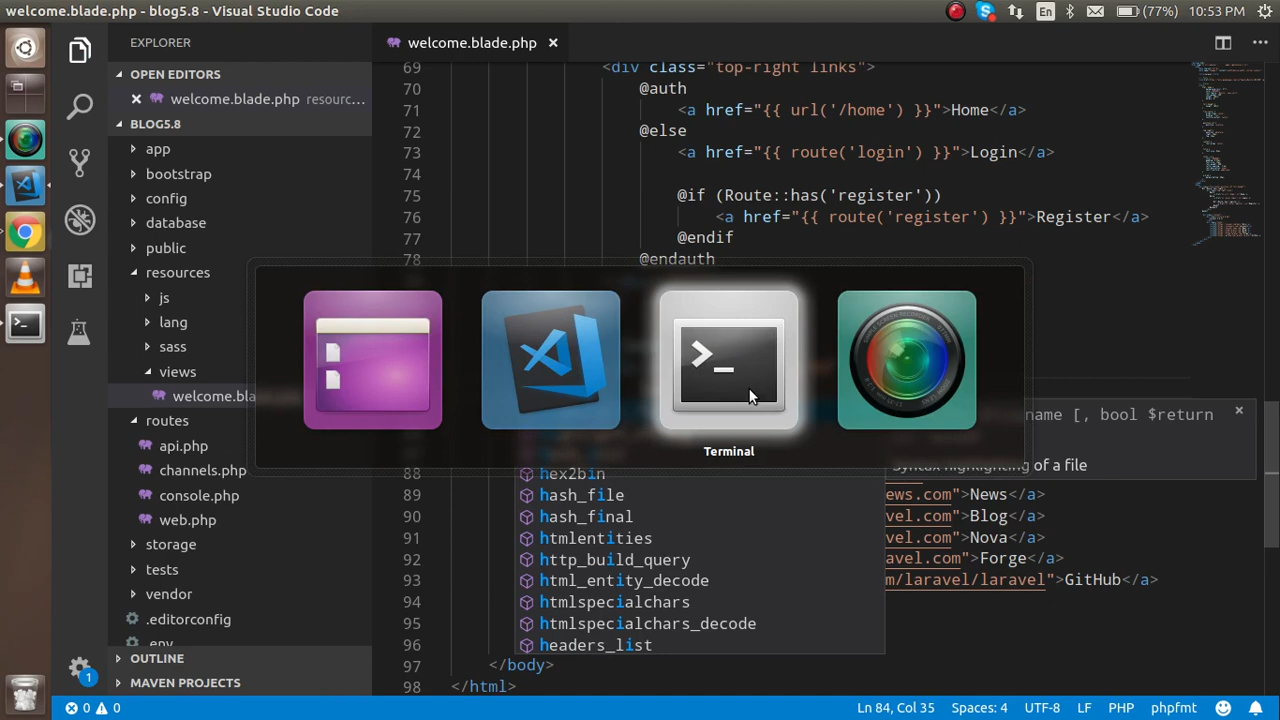 welcome.blade.php - blog5.8 - Visual Studio Code
En
(77%)
10:53 PM
EXPLORER
OPEN EDITORS
welcome.blade.php resourc...
BLOG5.8
app
bootstrap
config
database
public
resources
js
lang
sass
views
welcome.bla
routes
api.php
channels.php
console.php
web.php
storage
tests
vendor
.editorconfig
.env
OUTLINE
MAVEN PROJECTS
1
welcome.blade.php
69 <div class="top-right links">
70 @auth
71 <a href="{{ url('/home') }}">Home</a>
72 @else
73 <a href="{{ route('login') }}">Login</a>
74
75 @if (Route::has('register'))
76 <a href="{{ route('register') }}">Register</a>
77 @endif
78 @endauth
Terminal
name [, bool $return
Syntax highlighting of a file
88 hex2bin
89 hash_file ews.com">News</a>
90 hash_final vel.com">Blog</a>
91 htmlentities vel.com">Nova</a>
92 http_build_query avel.com">Forge</a>
93 html_entity_decode m/laravel/laravel">GitHub</a>
94 htmlspecialchars
95 htmlspecialchars_decode
96 headers_list
97 </body>
98 </html>
0 0
Ln 84, Col 35
Spaces: 4
UTF-8
LF
PHP
phpfmt